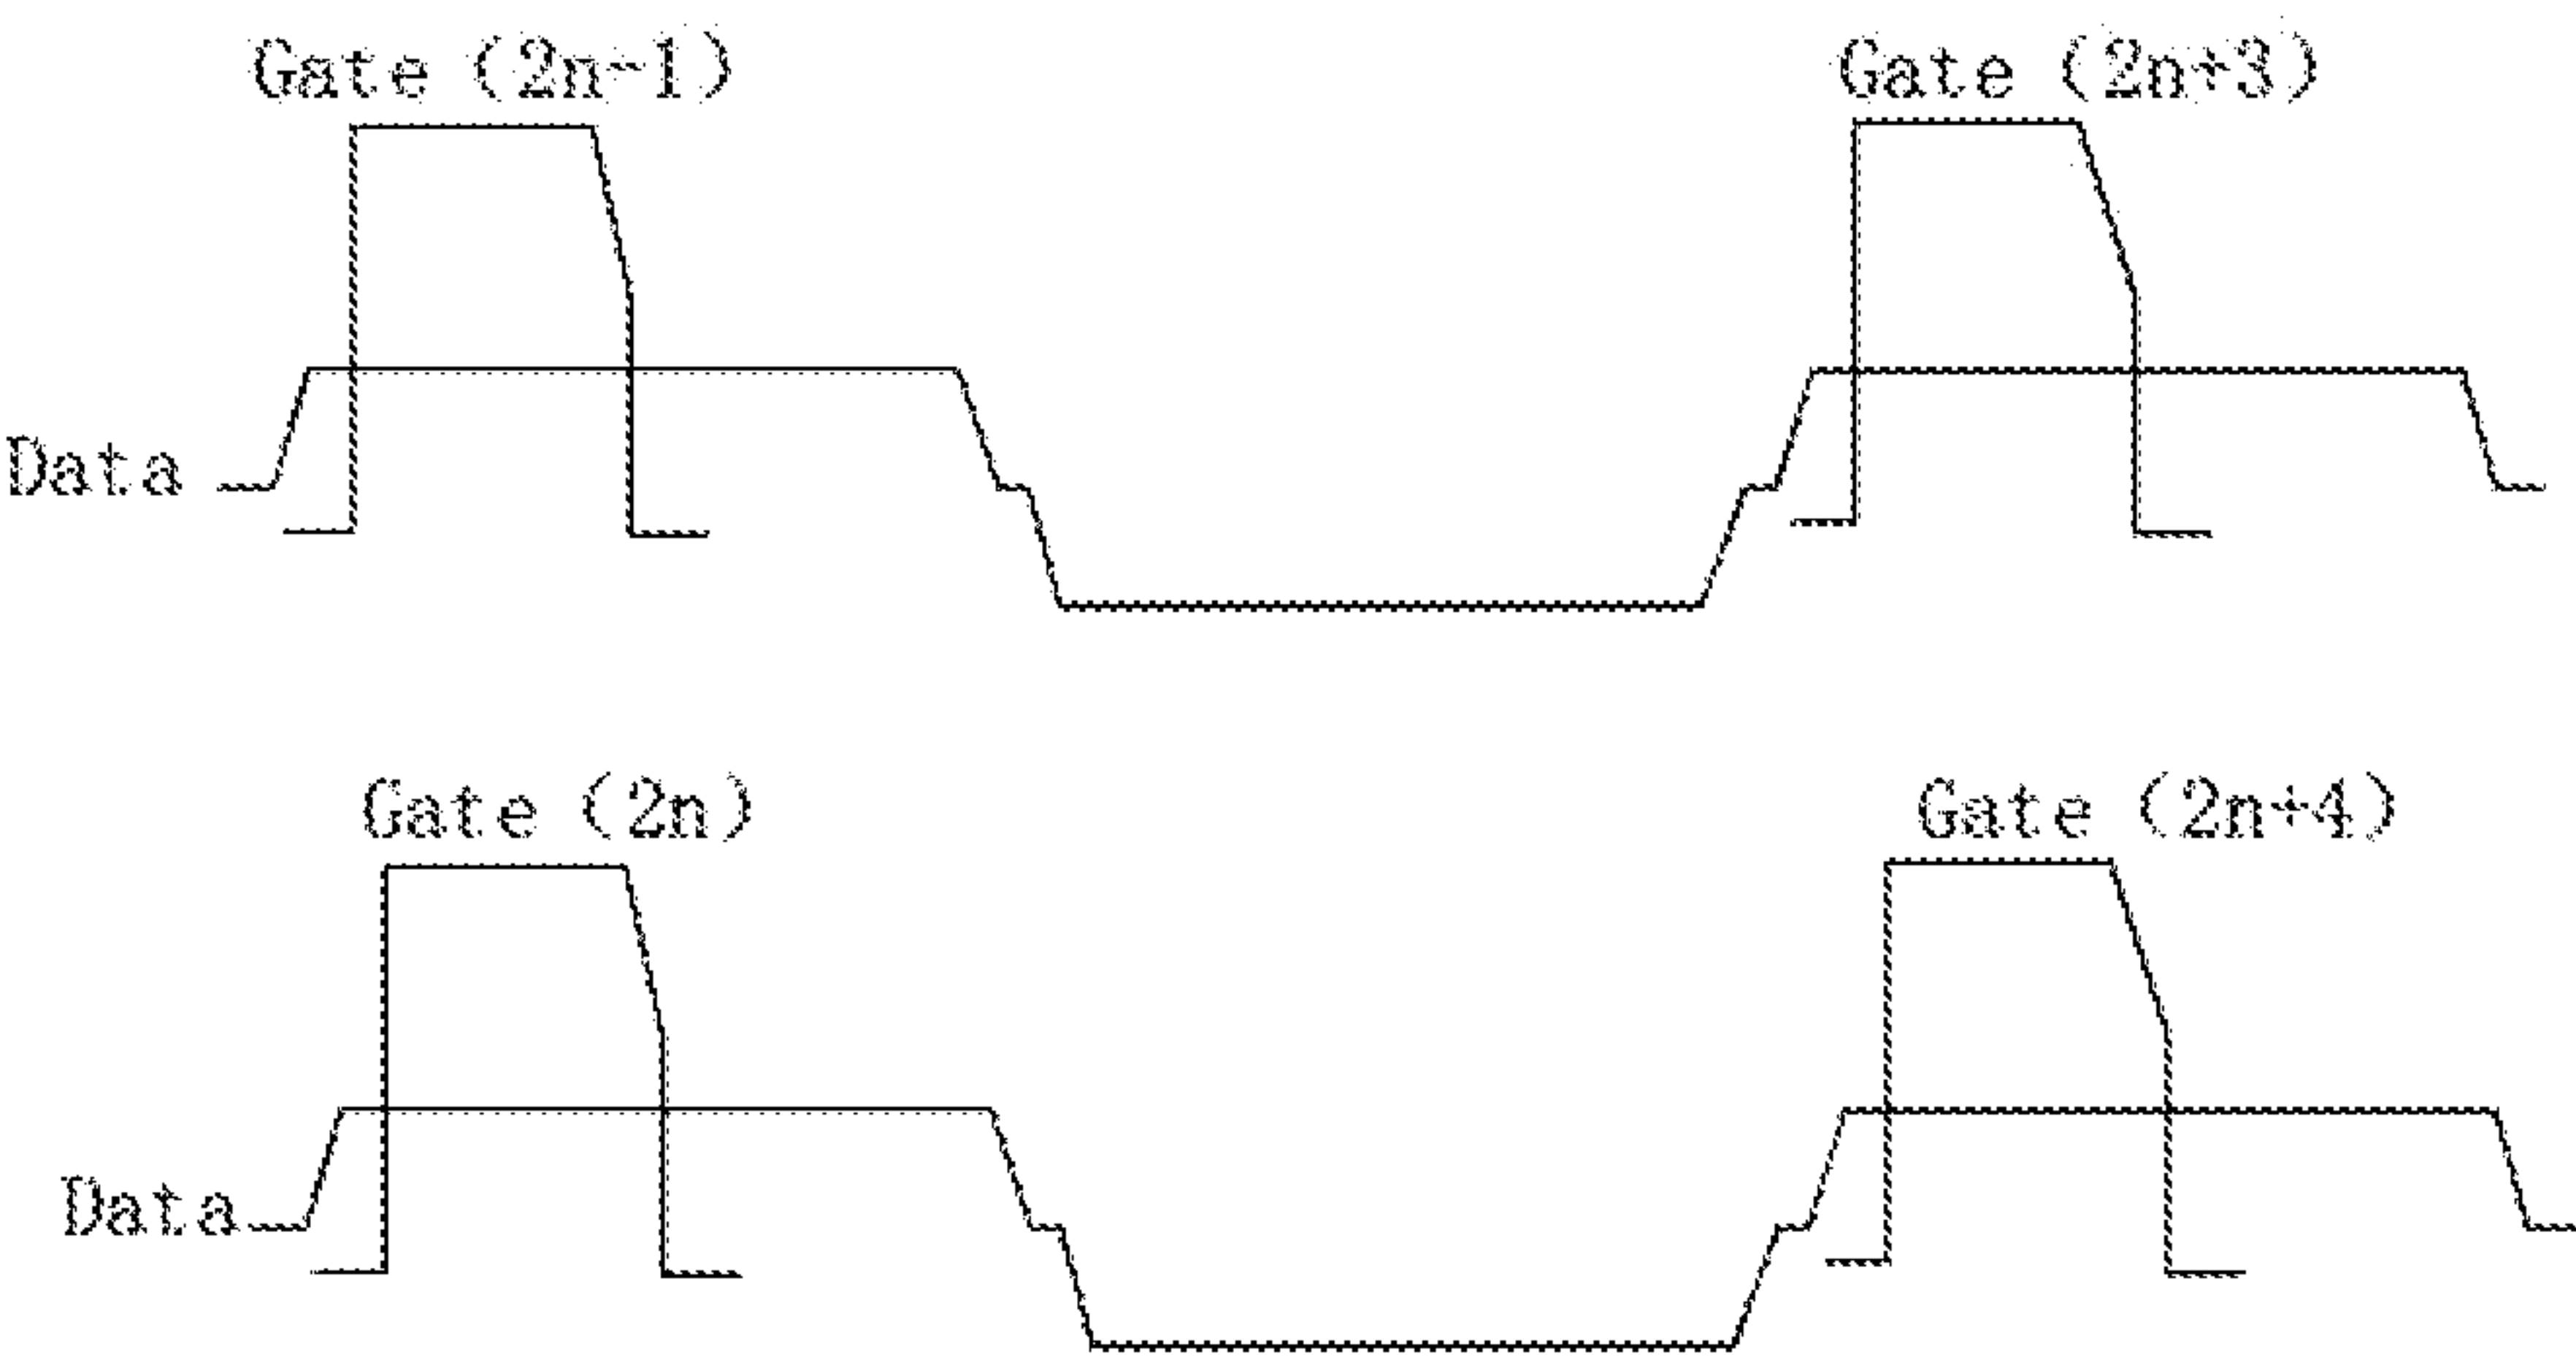 Gate (2n-1)
Gate (2n+3)
Data
Gate (2n)
Gate (2n+4)
Data